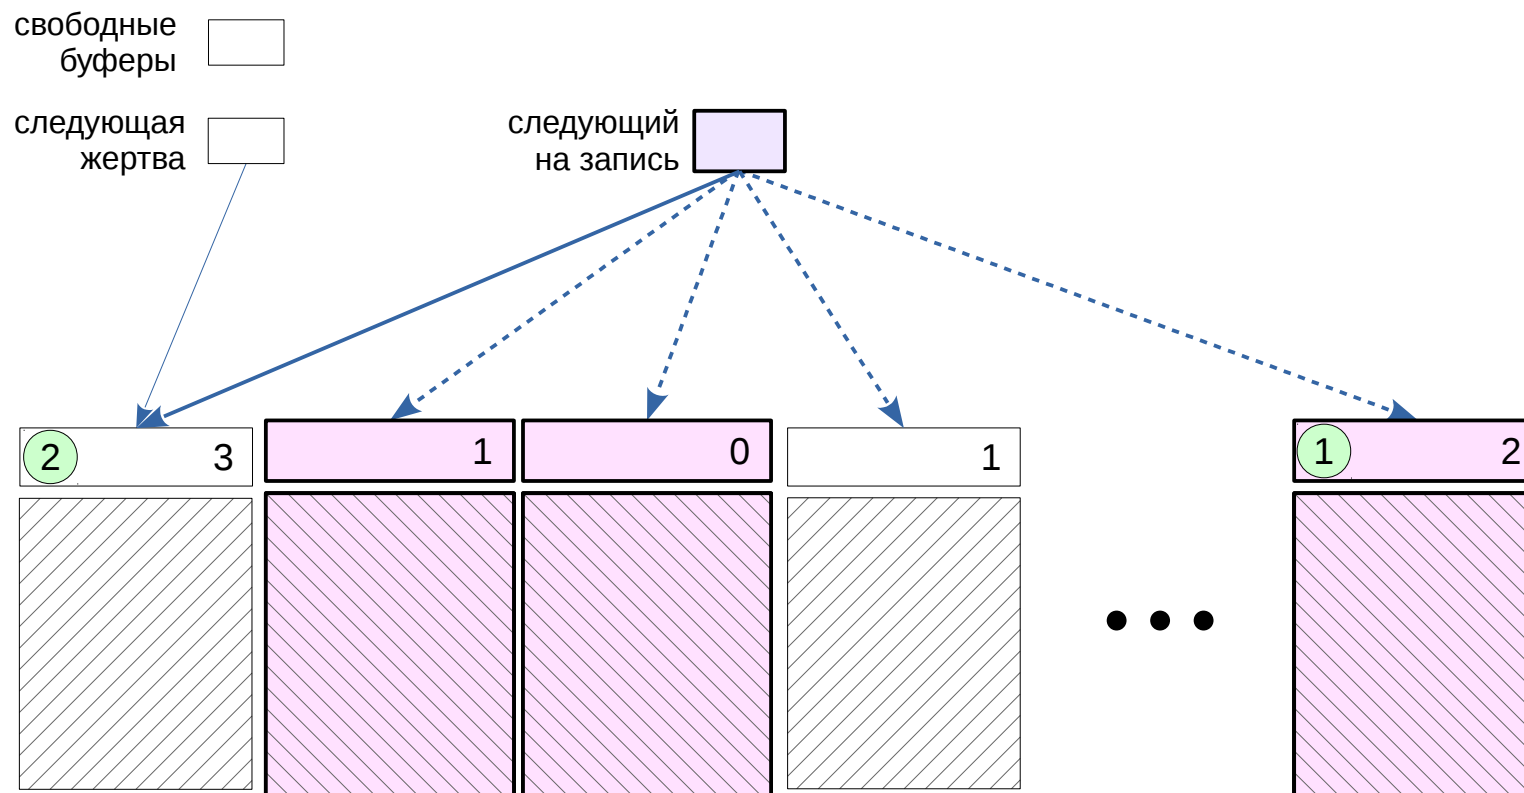 свободные
буферы
следующая
жертва
следующий
на запись
2 3
1
0
1
1 2